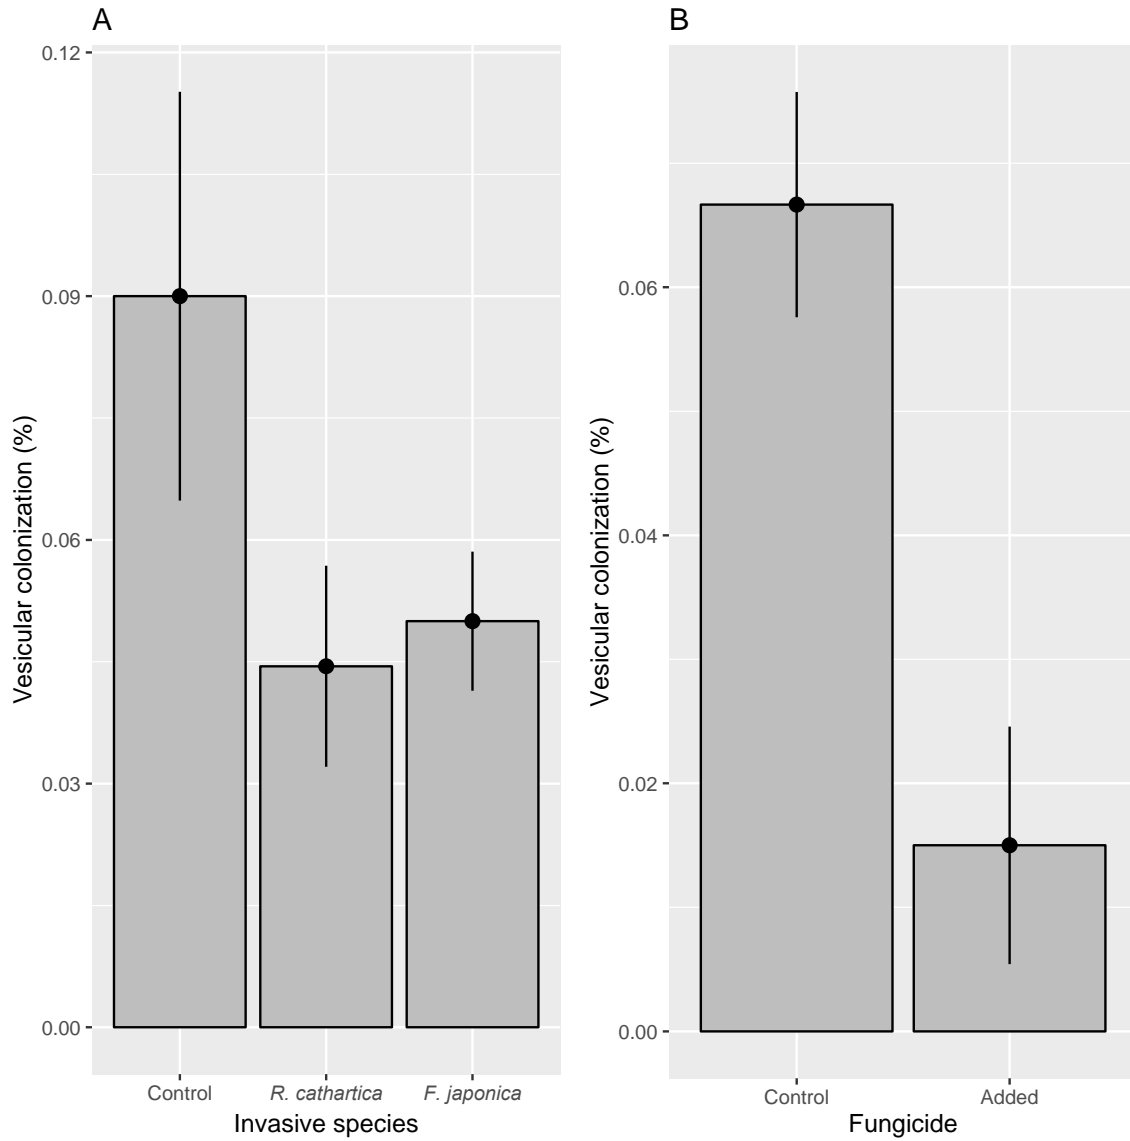 A
Vesicular colonization (%)
0.12
0.09
0.06
0.03
0.00
Control R. cathartica F. japonica
Invasive species
B
Vesicular colonization (%)
0.06
0.04
0.02
0.00
Control Added
Fungicide